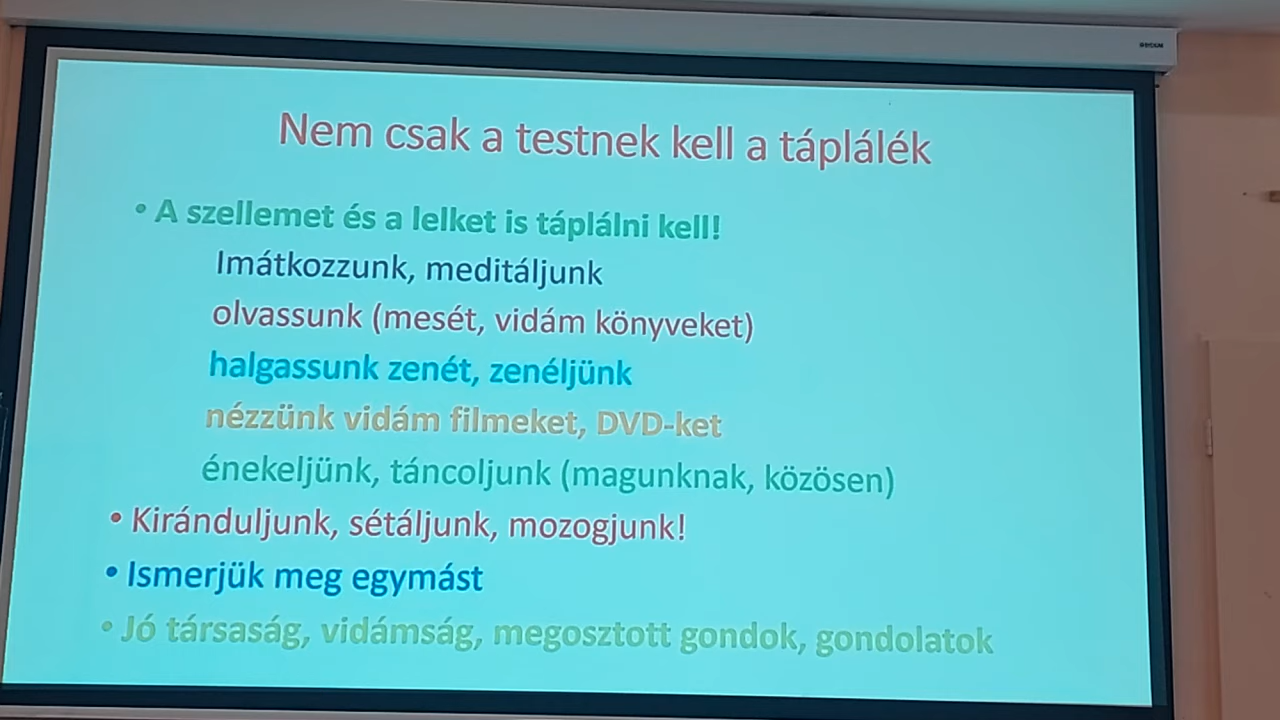 Nem csak a testnek kell a táplálék
• A szellemet és a lelket is táplálni kell!
Imátkozzunk, meditáljunk
olvassunk (mesét, vidám könyveket)
halgassunk zenét, zenéljünk
nézzünk vidám filmeket, DVD-ket
énekeljünk, táncoljunk (magunknak, közösen)
• Kiránduljunk, sétáljunk, mozogjunk!
• Ismerjük meg egymást
• Jó társaság, vidámság, megosztott gondok, gondolatok